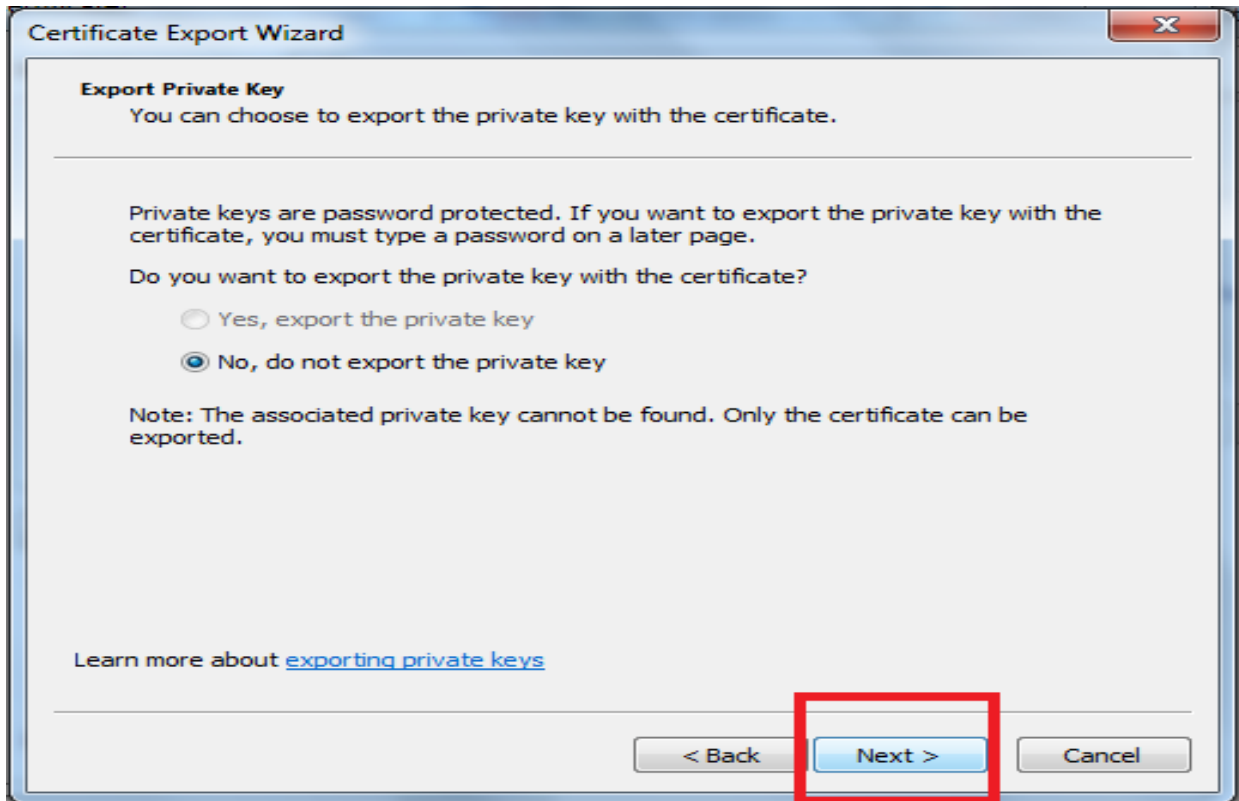 Certificate Export Wizard
Export Private Key
You can choose to export the private key with the certificate.
Private keys are password protected. If you want to export the private key with the
certificate, you must type a password on a later page.
Do you want to export the private key with the certificate?
Yes, export the private key
No, do not export the private key
Note: The associated private key cannot be found. Only the certificate can be
exported.
Learn more about exporting private keys
< Back Next > Cancel